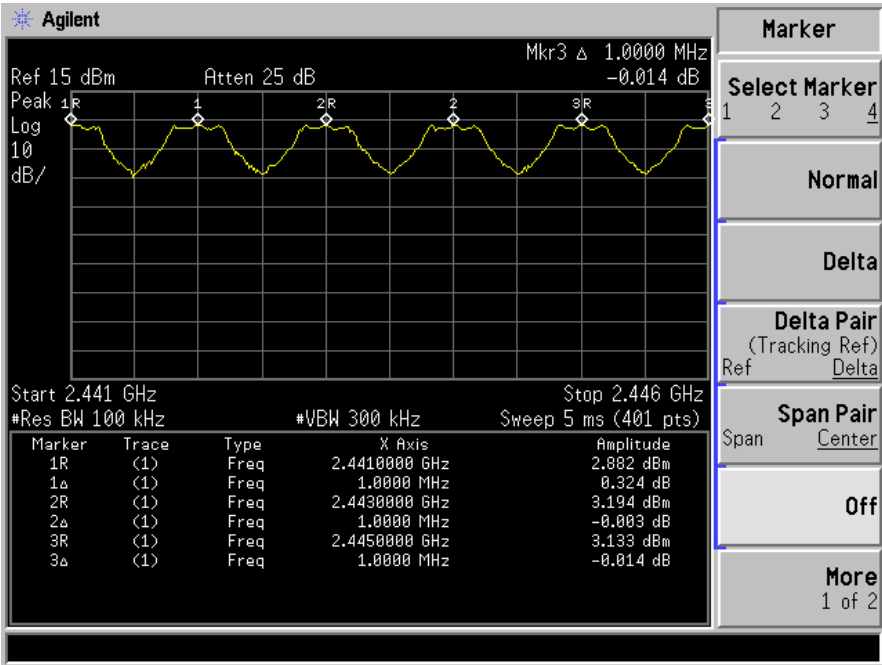 Agilent
Marker
Mkr3 Δ 1.0000 MHz
Ref 15 dBm Atten 25 dB -0.014 dB
Peak
Log
10
dB/
1R 1 2R 2 3R 3
Start 2.441 GHz Stop 2.446 GHz
#Res BW 100 kHz #VBW 300 kHz Sweep 5 ms (401 pts)
Marker Trace Type X Axis Amplitude
1R (1) Freq 2.4410000 GHz 2.882 dBm
1Δ (1) Freq 1.0000 MHz 0.324 dB
2R (1) Freq 2.4430000 GHz 3.194 dBm
2Δ (1) Freq 1.0000 MHz -0.003 dB
3R (1) Freq 2.4450000 GHz 3.133 dBm
3Δ (1) Freq 1.0000 MHz -0.014 dB
Select Marker
1 2 3 4
Normal
Delta
Delta Pair
(Tracking Ref)
Ref Delta
Span Pair
Span Center
Off
More
1 of 2